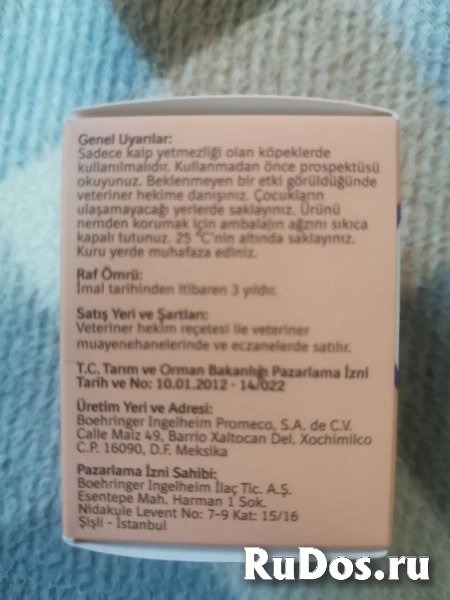 Genel Uyarılar:
Sadece kalp yetmezliği olan köpeklerde
kullanılmalıdır. Kullanmadan önce prospektüsü
okuyunuz. Beklenmeyen bir etki görüldüğünde
veteriner hekime danışınız. Çocukların
ulaşamayacağı yerlerde saklayınız. Ürünü
nemden korumak için ambalajın ağzını sıkıca
kapalı tutunuz. 25 °C'nin altında saklayınız.
Kuru yerde muhafaza ediniz.
Raf Ömrü:
İmal tarihinden itibaren 3 yıldır.
Satış Yeri ve Şartları:
Veteriner hekim reçetesi ile veteriner
muayenehanelerinde ve eczanelerde satılır.
T.C. Tarım ve Orman Bakanlığı Pazarlama İzni
Tarih ve No: 10.01.2012 - 14/022
Üretim Yeri ve Adresi:
Boehringer Ingelheim Promeco, S.A. de C.V.
Calle Maiz 49, Barrio Xaltocan Del. Xochimilco
C.P. 16090, D.F. Meksika
Pazarlama İzni Sahibi:
Boehringer Ingelheim İlaç Tic. A.Ş.
Esentepe Mah. Harman 1 Sok.
Nidakule Levent No: 7-9 Kat: 15/16
Şişli - İstanbul
RuDos.ru